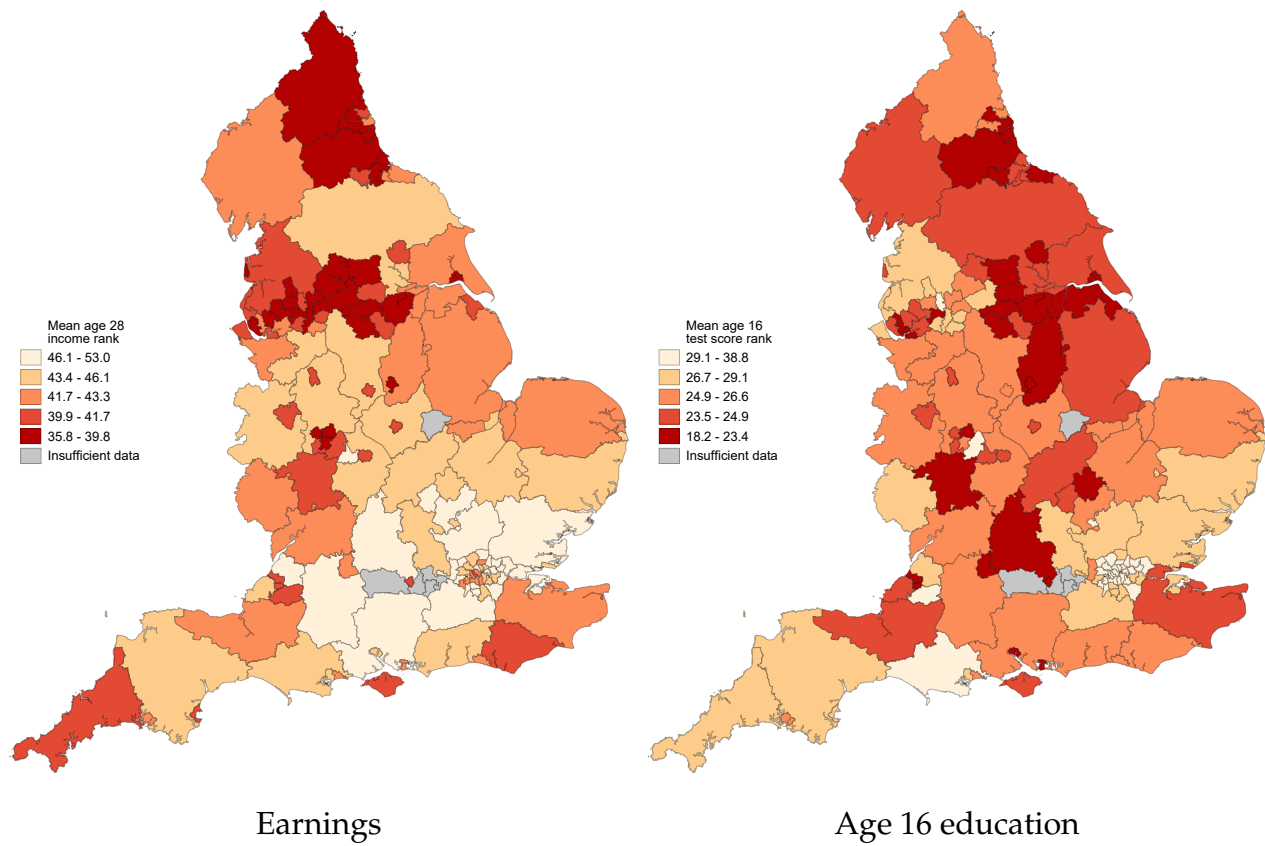 Mean age 28
income rank
46.1 - 53.0
43.4 - 46.1
41.7 - 43.3
39.9 - 41.7
35.8 - 39.8
Insufficient data
Mean age 16
test score rank
29.1 - 38.8
26.7 - 29.1
24.9 - 26.6
23.5 - 24.9
18.2 - 23.4
Insufficient data
Earnings
Age 16 education